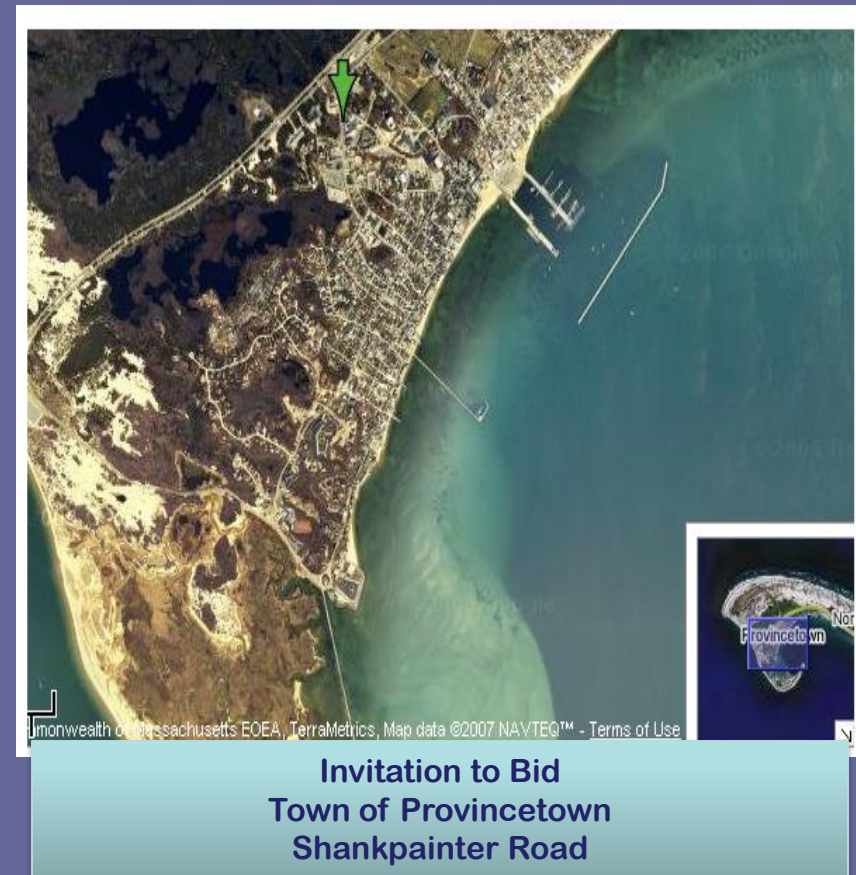 Provincetown
Nor
monwealth of Massachusetts EOEA, TerraMetrics, Map data ©2007 NAVTEQ™ - Terms of Use
Invitation to Bid
Town of Provincetown
Shankpainter Road